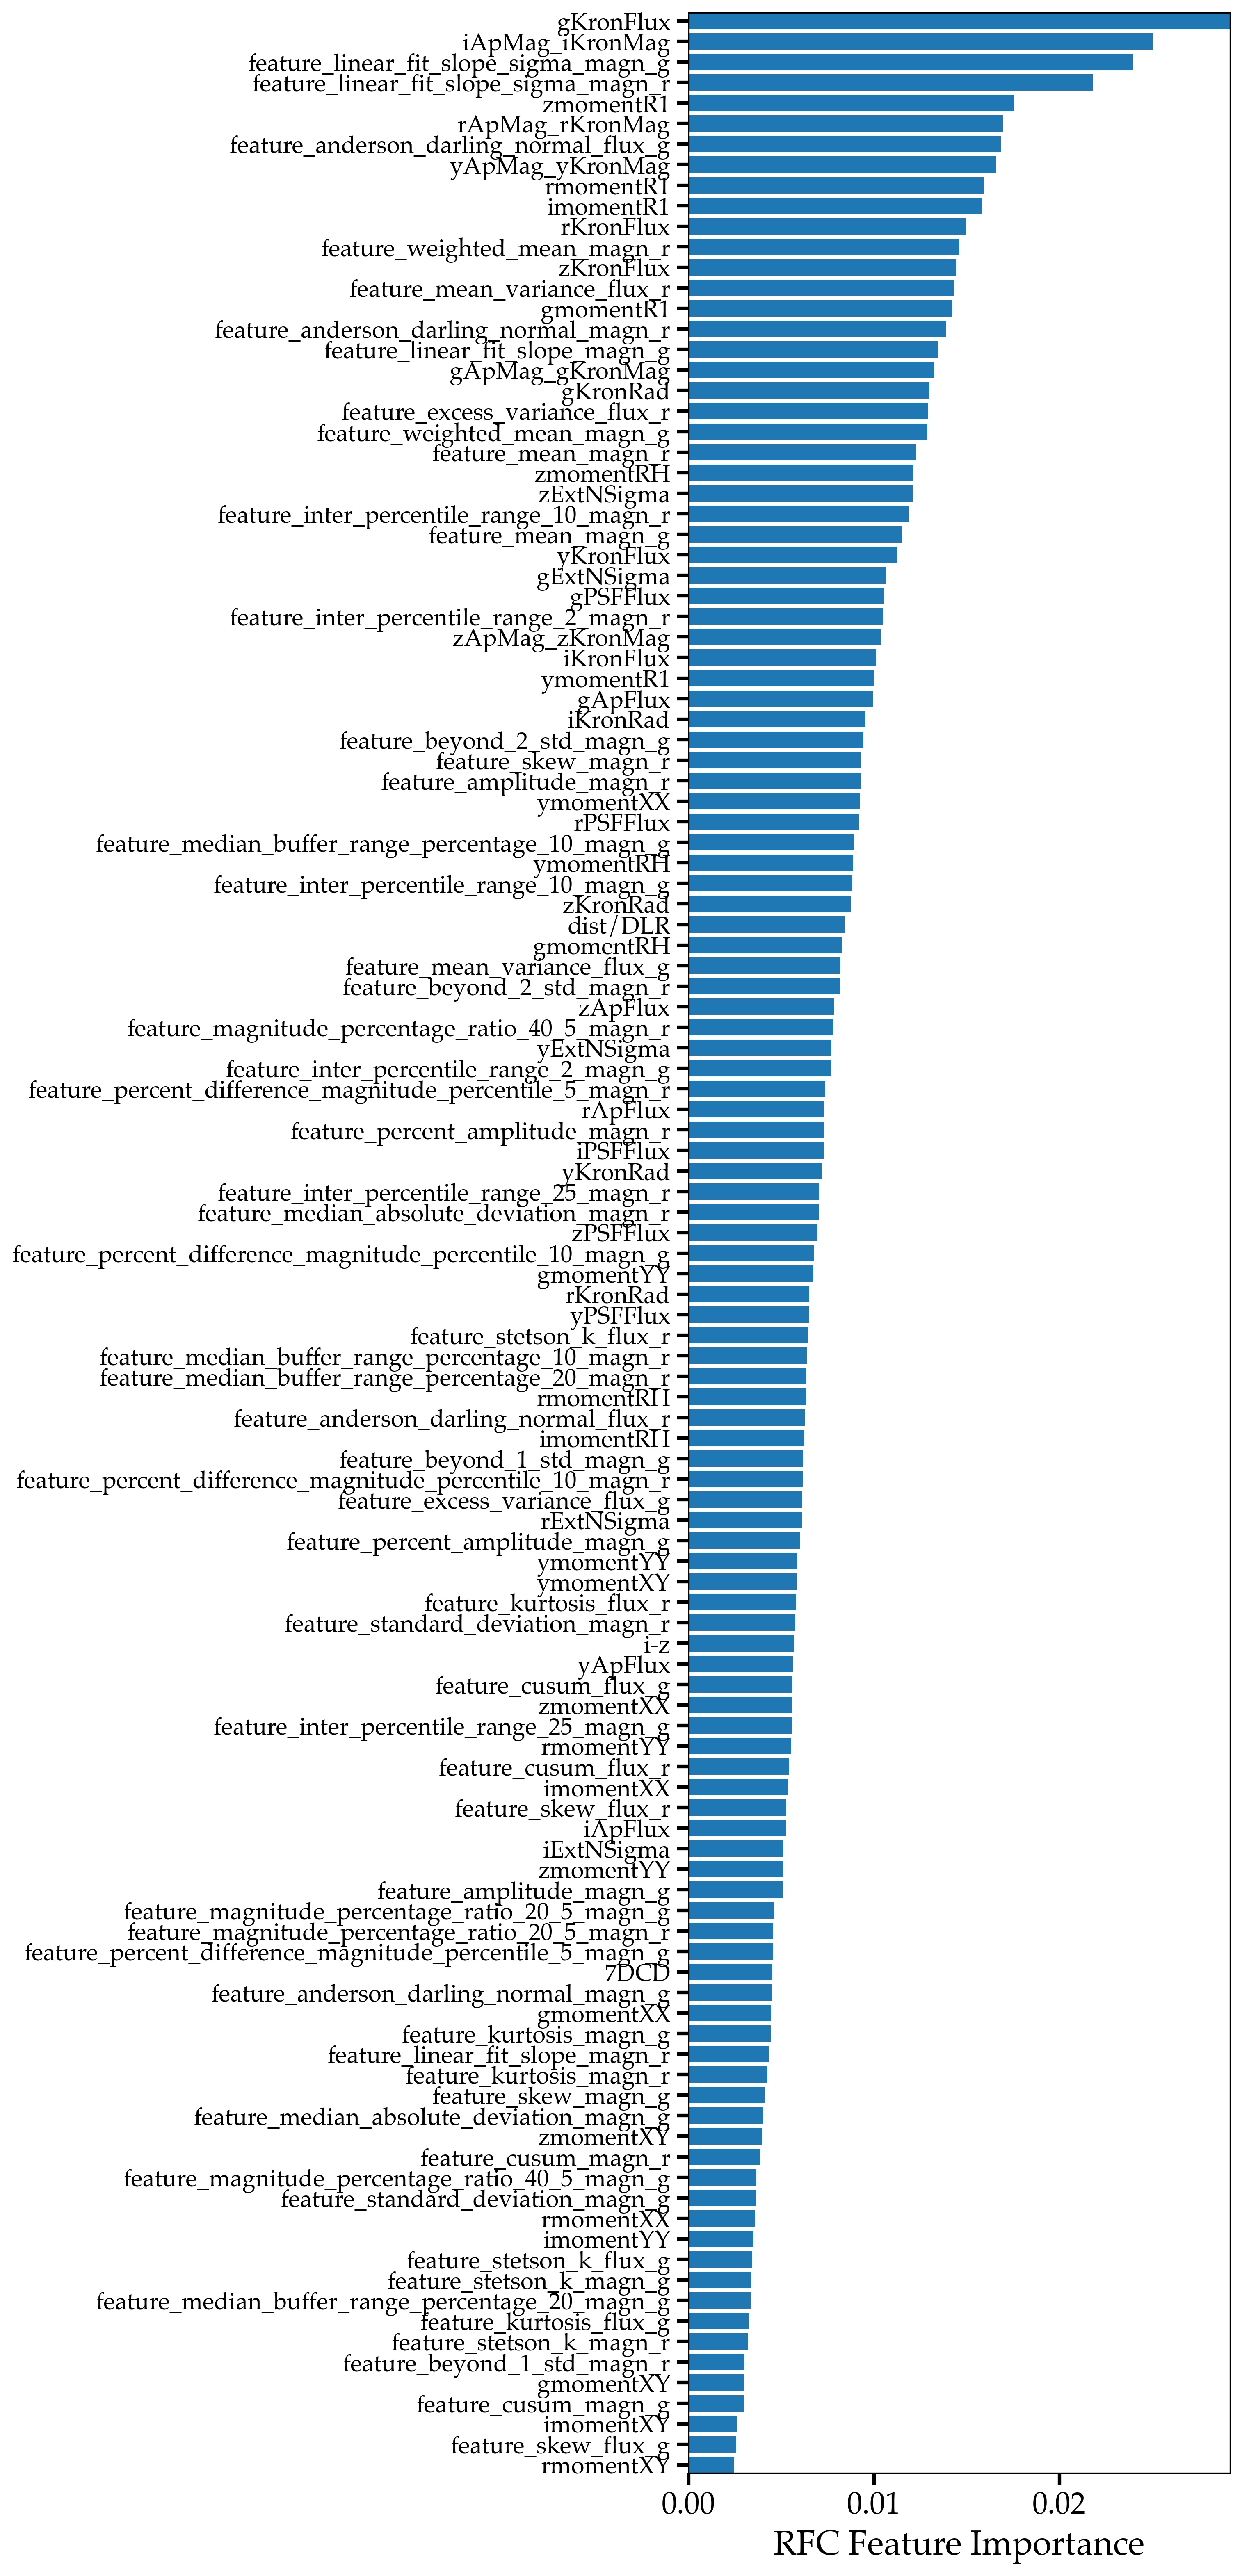 gKronFlux
iApMag_iKronMag
feature_linear_fit_slope_sigma_magn_g
feature_linear_fit_slope_sigma_magn_r
zmomentR1
rApMag_rKronMag
feature_anderson_darling_normal_flux_g
yApMag_yKronMag
rmomentR1
imomentR1
rKronFlux
feature_weighted_mean_magn_r
zKronFlux
feature_mean_variance_flux_r
gmomentR1
feature_anderson_darling_normal_magn_r
feature_linear_fit_slope_magn_g
gApMag_gKronMag
gKronRad
feature_excess_variance_flux_r
feature_weighted_mean_magn_g
feature_mean_magn_r
zmomentRH
zExtNSigma
feature_inter_percentile_range_10_magn_r
feature_mean_magn_g
yKronFlux
gExtNSigma
gPSFFlux
feature_inter_percentile_range_2_magn_r
zApMag_zKronMag
iKronFlux
ymomentR1
gApFlux
iKronRad
feature_beyond_2_std_magn_g
feature_skew_magn_r
feature_amplitude_magn_r
ymomentXX
rPSFFlux
feature_median_buffer_range_percentage_10_magn_g
ymomentRH
feature_inter_percentile_range_10_magn_g
zKronRad
dist/DLR
gmomentRH
feature_mean_variance_flux_g
feature_beyond_2_std_magn_r
zApFlux
feature_magnitude_percentage_ratio_40_5_magn_r
yExtNSigma
feature_inter_percentile_range_2_magn_g
feature_percent_difference_magnitude_percentile_5_magn_r
rApFlux
feature_percent_amplitude_magn_r
iPSFFlux
yKronRad
feature_inter_percentile_range_25_magn_r
feature_median_absolute_deviation_magn_r
zPSFFlux
feature_percent_difference_magnitude_percentile_10_magn_g
gmomentYY
rKronRad
yPSFFlux
feature_stetson_k_flux_r
feature_median_buffer_range_percentage_10_magn_r
feature_median_buffer_range_percentage_20_magn_r
rmomentRH
feature_anderson_darling_normal_flux_r
imomentRH
feature_beyond_1_std_magn_g
feature_percent_difference_magnitude_percentile_10_magn_r
feature_excess_variance_flux_g
rExtNSigma
feature_percent_amplitude_magn_g
ymomentYY
ymomentXY
feature_kurtosis_flux_r
feature_standard_deviation_magn_r
i-z
yApFlux
feature_cusum_flux_g
zmomentXX
feature_inter_percentile_range_25_magn_g
rmomentYY
feature_cusum_flux_r
imomentXX
feature_skew_flux_r
iApFlux
iExtNSigma
zmomentYY
feature_amplitude_magn_g
feature_magnitude_percentage_ratio_20_5_magn_g
feature_magnitude_percentage_ratio_20_5_magn_r
feature_percent_difference_magnitude_percentile_5_magn_g
7DCD
feature_anderson_darling_normal_magn_g
gmomentXX
feature_kurtosis_magn_g
feature_linear_fit_slope_magn_r
feature_kurtosis_magn_r
feature_skew_magn_g
feature_median_absolute_deviation_magn_g
zmomentXY
feature_cusum_magn_r
feature_magnitude_percentage_ratio_40_5_magn_g
feature_standard_deviation_magn_g
rmomentXX
imomentYY
feature_stetson_k_flux_g
feature_stetson_k_magn_g
feature_median_buffer_range_percentage_20_magn_g
feature_kurtosis_flux_g
feature_stetson_k_magn_r
feature_beyond_1_std_magn_r
gmomentXY
feature_cusum_magn_g
imomentXY
feature_skew_flux_g
rmomentXY
0.00 0.01 0.02
RFC Feature Importance